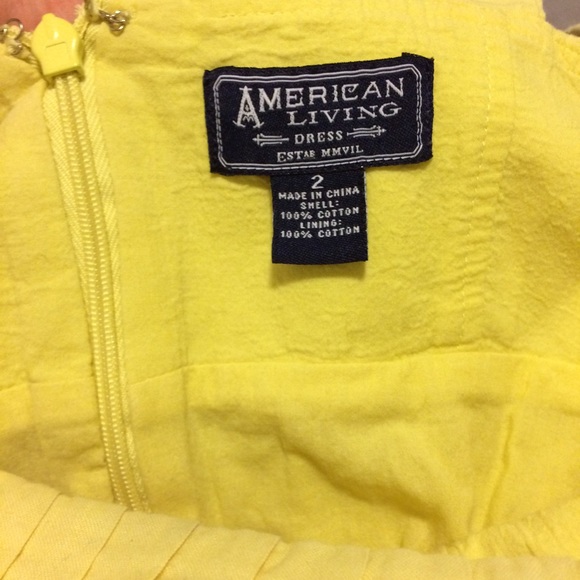 AMERICAN
LIVING
DRESS
ESTAB MMVII.
2
MADE IN CHINA
SHELL:
100% COTTON
LINING:
100% COTTON